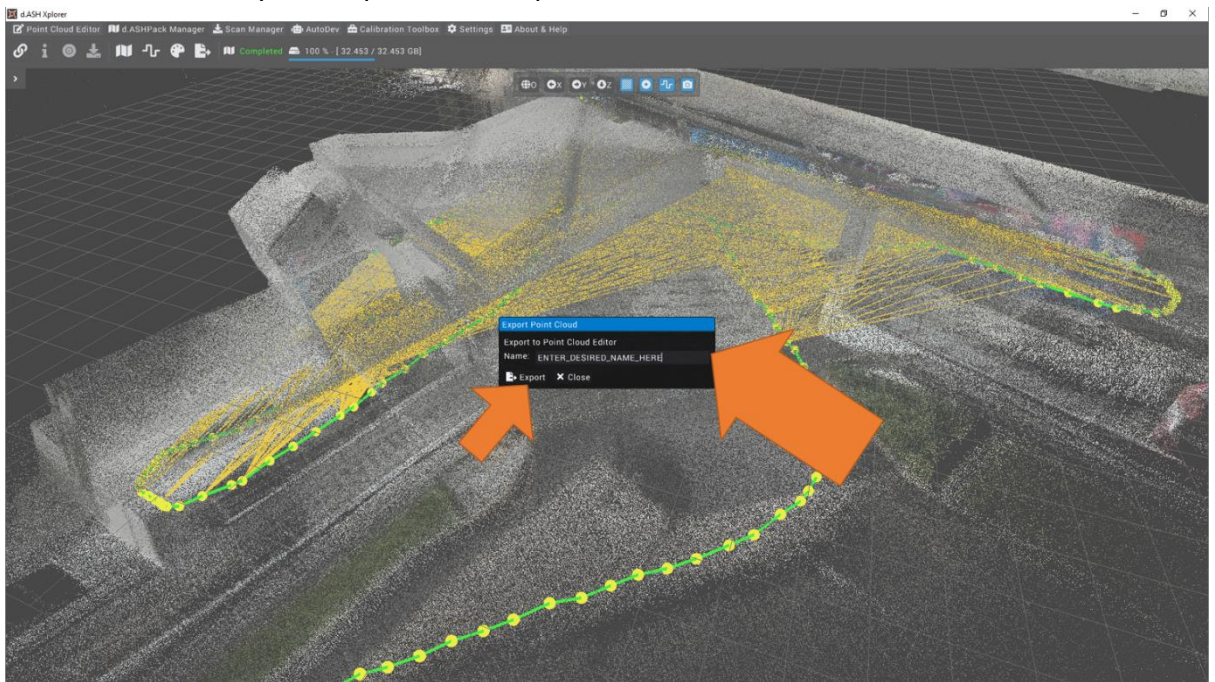 d.ASH Xplorer
Point Cloud Editor d.ASHPack Manager Scan Manager AutoDev Calibration Toolbox Settings About & Help
Completed 100 % - [ 32.453 / 32.453 GB]
O X Y Z
Export Point Cloud
Export to Point Cloud Editor
Name: ENTER_DESIRED_NAME_HERE
Export Close